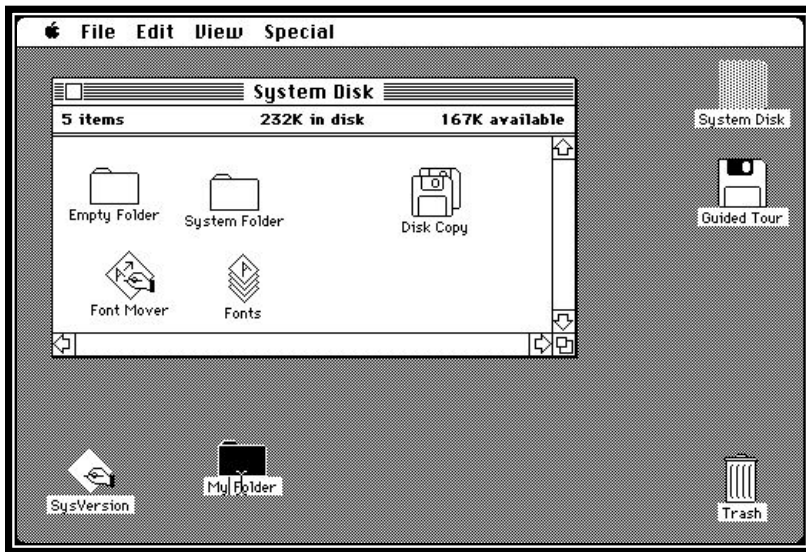 File Edit View Special
System Disk
5 items 232K in disk 167K available
Empty Folder System Folder Disk Copy
Font Mover Fonts
System Disk
Guided Tour
SysVersion
My Folder
Trash